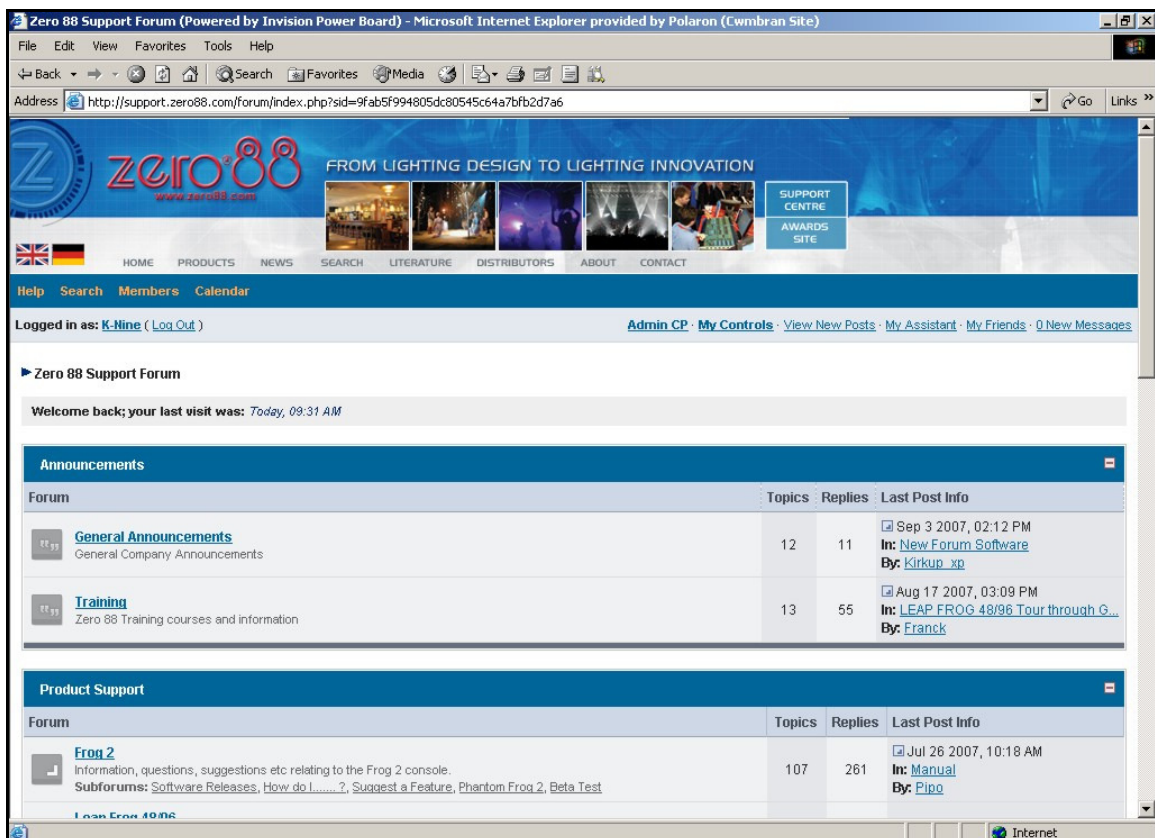 Zero 88 Support Forum (Powered by Invision Power Board) - Microsoft Internet Explorer provided by Polaron (Cwmbran Site)
File Edit View Favorites Tools Help
Back Search Favorites Media
Address http://support.zero88.com/forum/index.php?sid=9fab5f994805dc80545c64a7bfb2d7a6 Go Links »
zero 88 FROM LIGHTING DESIGN TO LIGHTING INNOVATION
www.zero88.com
SUPPORT
CENTRE
AWARDS
SITE
HOME PRODUCTS NEWS SEARCH LITERATURE DISTRIBUTORS ABOUT CONTACT
Help Search Members Calendar
Logged in as: K-Nine ( Log Out ) Admin CP · My Controls · View New Posts · My Assistant · My Friends · 0 New Messages
Zero 88 Support Forum
Welcome back; your last visit was: Today, 09:31 AM
Announcements
Forum Topics Replies Last Post Info
General Announcements
General Company Announcements
12 11
Sep 3 2007, 02:12 PM
In: New Forum Software
By: Kirkup_xp
Training
Zero 88 Training courses and information
13 55
Aug 17 2007, 03:09 PM
In: LEAP FROG 48/96 Tour through G...
By: Franck
Product Support
Forum Topics Replies Last Post Info
Frog 2
Information, questions, suggestions etc relating to the Frog 2 console.
Subforums: Software Releases, How do I....... ?, Suggest a Feature, Phantom Frog 2, Beta Test
107 261
Jul 26 2007, 10:18 AM
In: Manual
By: Pipo
Leap Frog 48/96
Internet